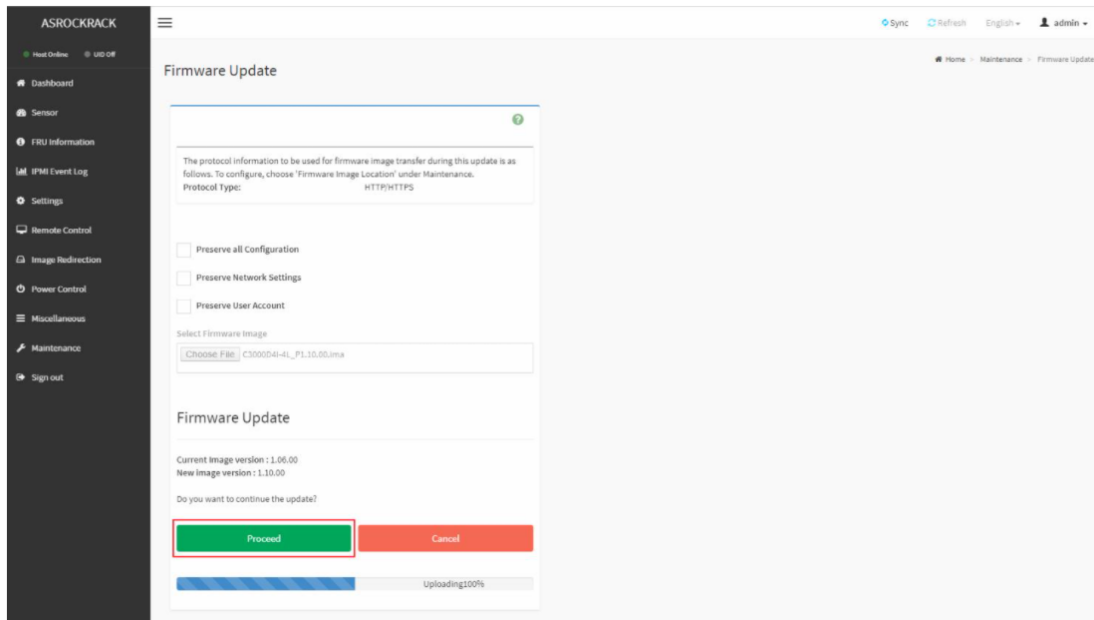 ASROCKRACK
Sync Refresh English admin
Host Online UID Off
Home > Maintenance > Firmware Update
Firmware Update
Dashboard
Sensor
FRU Information
IPMI Event Log
Settings
Remote Control
Image Redirection
Power Control
Miscellaneous
Maintenance
Sign out
The protocol information to be used for firmware image transfer during this update is as
follows. To configure, choose 'Firmware Image Location' under Maintenance.
Protocol Type: HTTP/HTTPS
Preserve all Configuration
Preserve Network Settings
Preserve User Account
Select Firmware Image
Choose File C3000D4I-4L_P1.10.00.ima
Firmware Update
Current Image version : 1.06.00
New image version : 1.10.00
Do you want to continue the update?
Proceed Cancel
Uploading100%